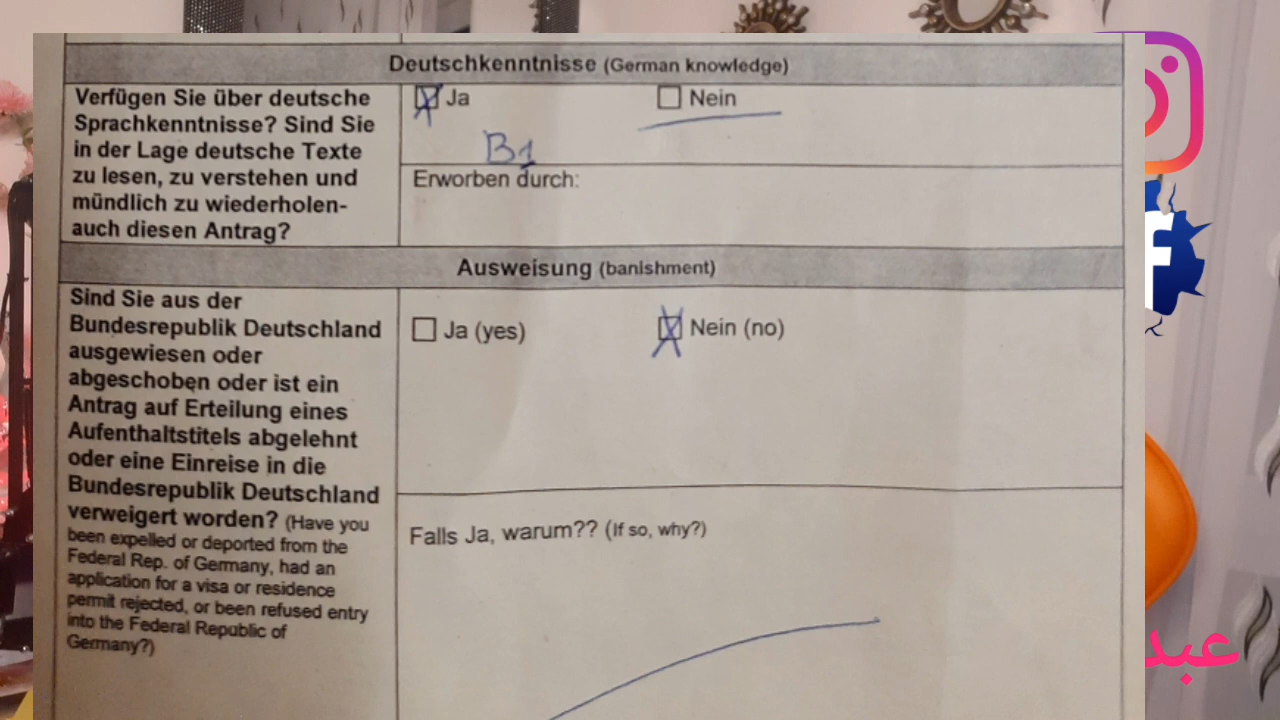 Deutschkenntnisse (German knowledge)
Verfügen Sie über deutsche
Sprachkenntnisse? Sind Sie
in der Lage deutsche Texte
zu lesen, zu verstehen und
mündlich zu wiederholen-
auch diesen Antrag?
Ja
Nein
B1
Erworben durch:
Ausweisung (banishment)
Sind Sie aus der
Bundesrepublik Deutschland
ausgewiesen oder
abgeschoben oder ist ein
Antrag auf Erteilung eines
Aufenthaltstitels abgelehnt
oder eine Einreise in die
Bundesrepublik Deutschland
verweigert worden? (Have you
been expelled or deported from the
Federal Rep. of Germany, had an
application for a visa or residence
permit rejected, or been refused entry
into the Federal Republic of
Germany?)
Ja (yes)
Nein (no)
Falls Ja, warum?? (If so, why?)